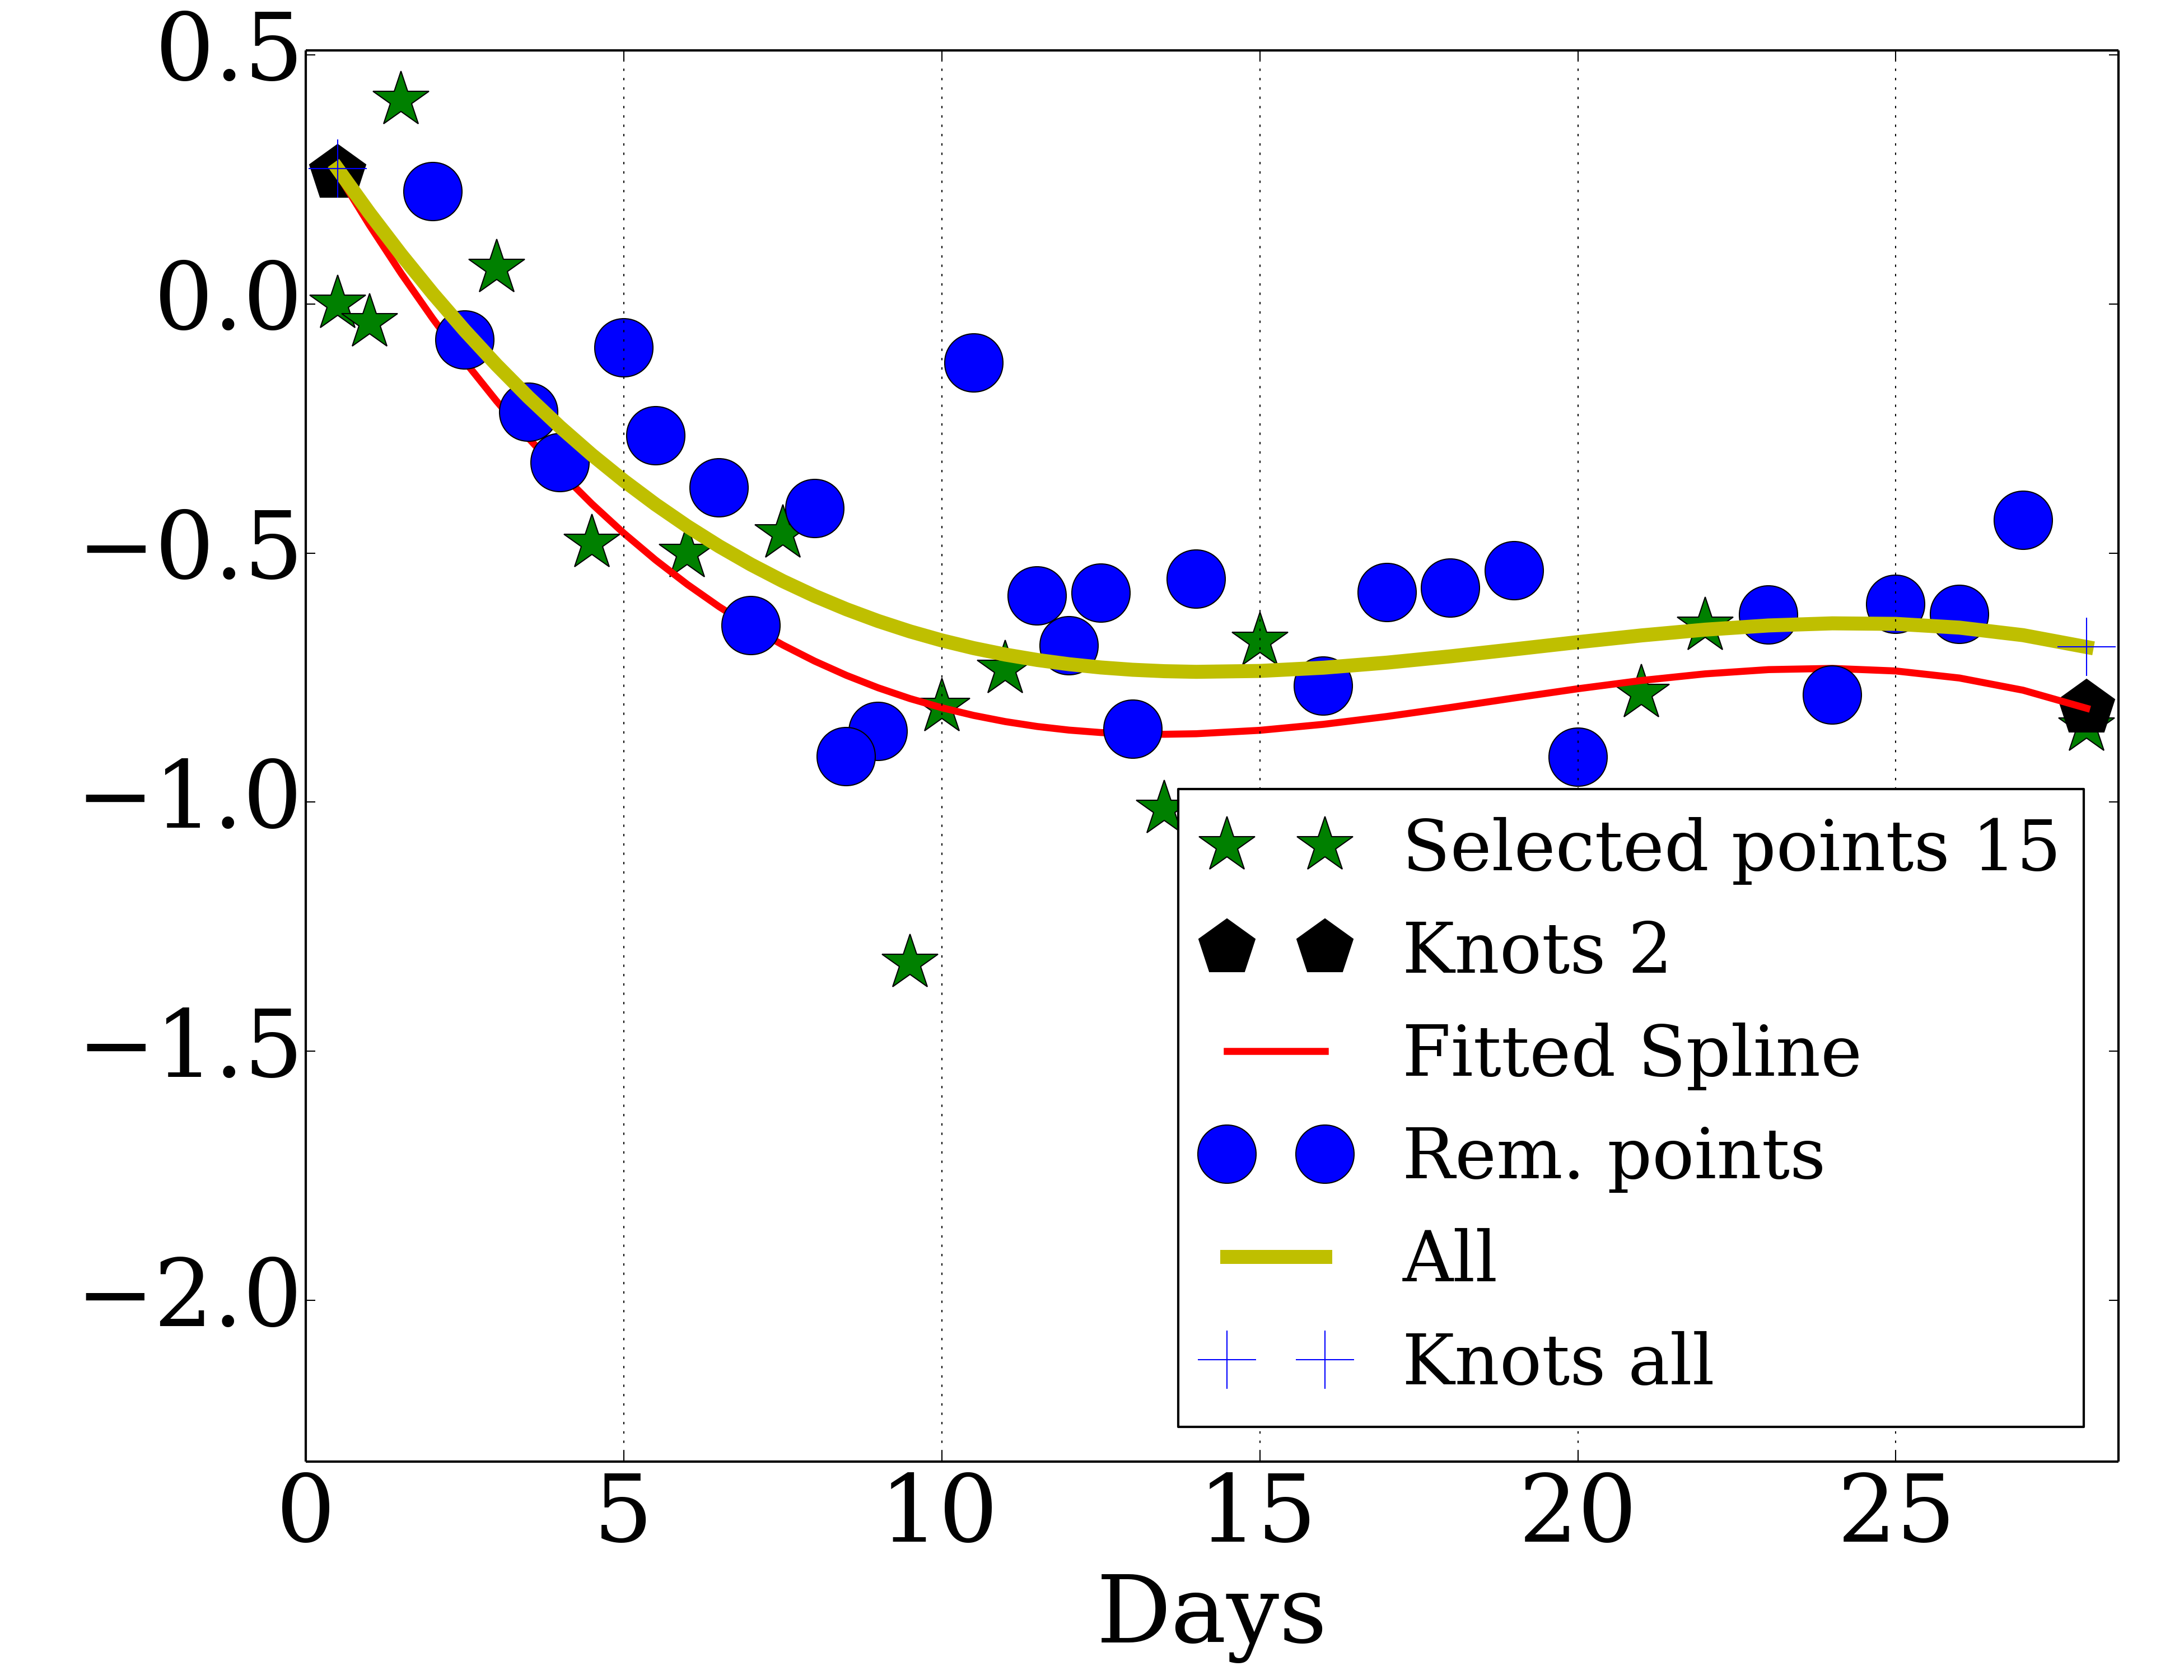 0.5
0.0
−0.5
−1.0
−1.5
−2.0
Selected points 15
Knots 2
Fitted Spline
Rem. points
All
Knots all
0 5 10 15 20 25
Days